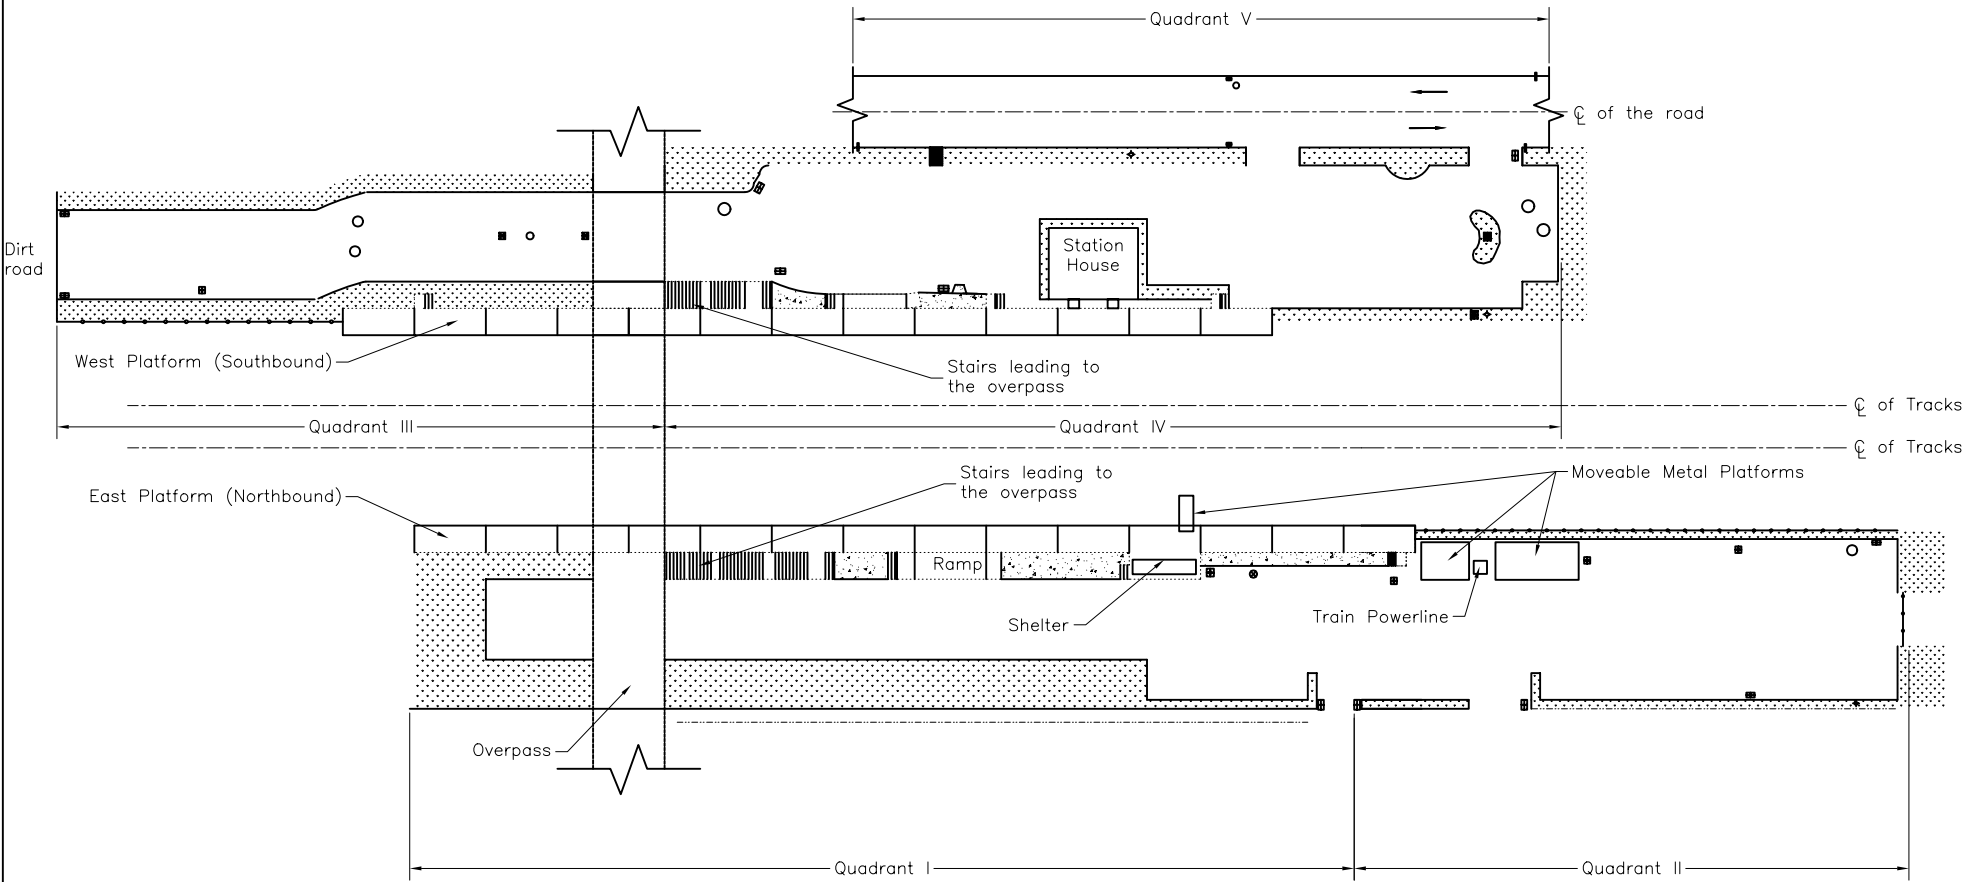 Quadrant V
℄ of the road
Dirt
road
Station
House
West Platform (Southbound)
Stairs leading to
the overpass
℄ of Tracks
Quadrant III
Quadrant IV
℄ of Tracks
Stairs leading to
the overpass
Moveable Metal Platforms
East Platform (Northbound)
Ramp
Shelter
Train Powerline
Overpass
Quadrant I
Quadrant II